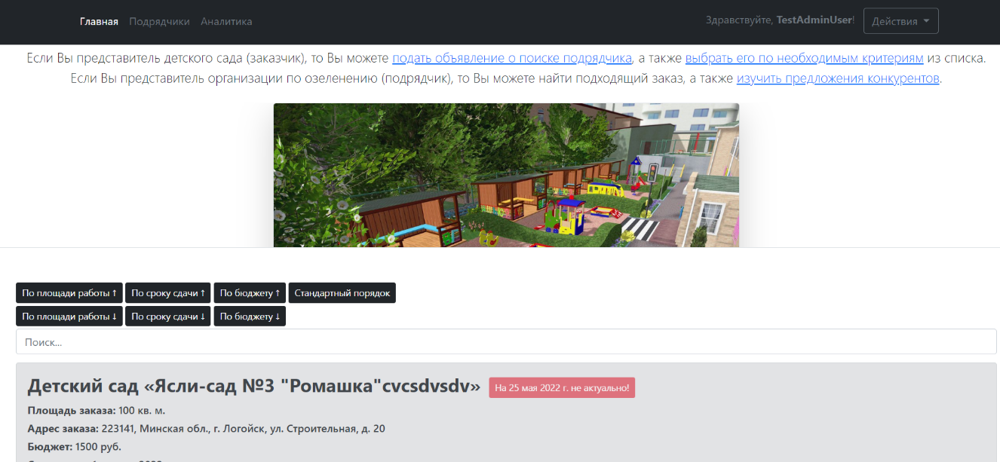 Главная Подрядчики Аналитика Здравствуйте, TestAdminUser! Действия
Если Вы представитель детского сада (заказчик), то Вы можете подать объявление о поиске подрядчика, а также выбрать его по необходимым критериям из списка.
Если Вы представитель организации по озеленению (подрядчик), то Вы можете найти подходящий заказ, а также изучить предложения конкурентов.
По площади работы ↑ По сроку сдачи ↑ По бюджету ↑ Стандартный порядок
По площади работы ↓ По сроку сдачи ↓ По бюджету ↓
Поиск...
Детский сад «Ясли-сад №3 "Ромашка"cvcsdvsdv» На 25 мая 2022 г. не актуально!
Площадь заказа: 100 кв. м.
Адрес заказа: 223141, Минская обл., г. Логойск, ул. Строительная, д. 20
Бюджет: 1500 руб.